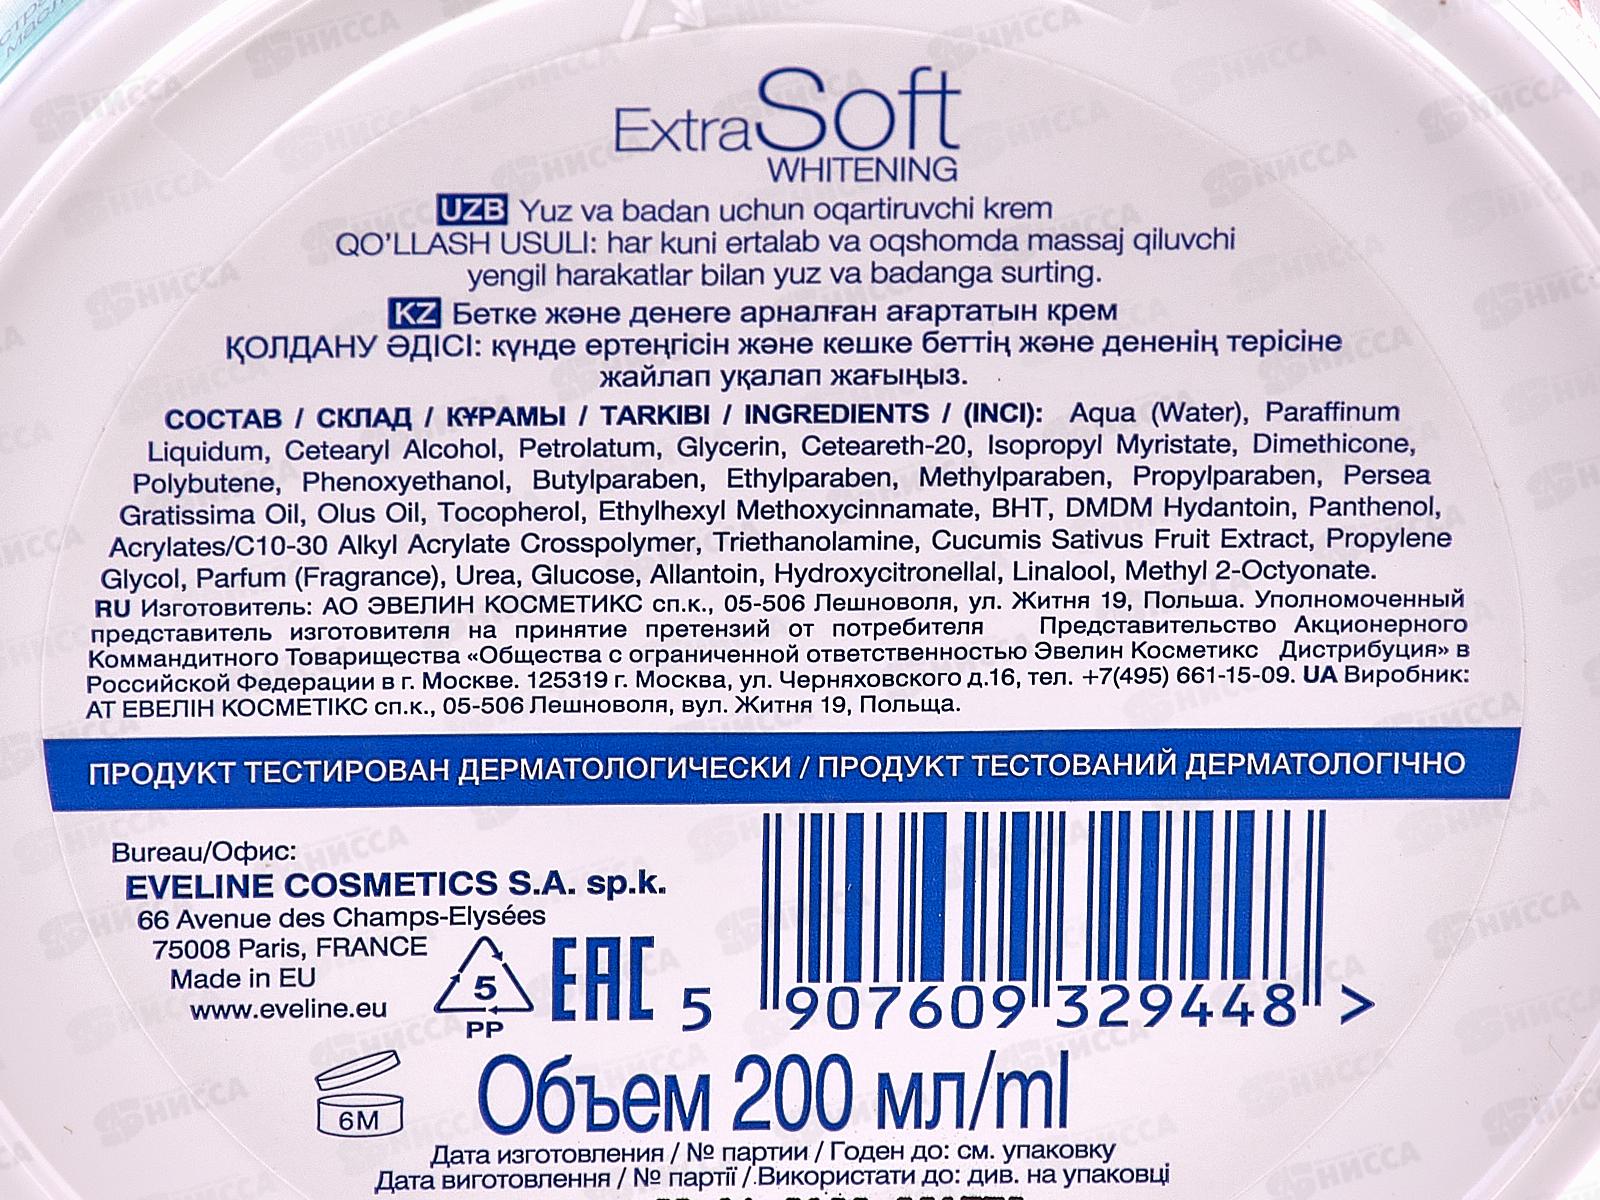 ExtraSoft
WHITENING
UZB Yuz va badan uchun oqartiruvchi krem
QO'LLASH USULI: har kuni ertalab va oqshomda massaj qiluvchi
yengil harakatlar bilan yuz va badanga surting.
KZ Бетке және денеге арналған ағартатын крем
ҚОЛДАНУ ӘДІСІ: күнде ертеңгісін және кешке беттің және дененің терісіне
жайлап уқалап жағыңыз.
СОСТАВ / СКЛАД / ҚҰРАМЫ / TARKIBI / INGREDIENTS / (INCI): Aqua (Water), Paraffinum
Liquidum, Cetearyl Alcohol, Petrolatum, Glycerin, Ceteareth-20, Isopropyl Myristate, Dimethicone,
Polybutene, Phenoxyethanol, Butylparaben, Ethylparaben, Methylparaben, Propylparaben, Persea
Gratissima Oil, Olus Oil, Tocopherol, Ethylhexyl Methoxycinnamate, BHT, DMDM Hydantoin, Panthenol,
Acrylates/C10-30 Alkyl Acrylate Crosspolymer, Triethanolamine, Cucumis Sativus Fruit Extract, Propylene
Glycol, Parfum (Fragrance), Urea, Glucose, Allantoin, Hydroxycitronellal, Linalool, Methyl 2-Octyonate.
RU Изготовитель: АО ЭВЕЛИН КОСМЕТИКС сп.к., 05-506 Лешноволя, ул. Житня 19, Польша. Уполномоченный
представитель изготовителя на принятие претензий от потребителя Представительство Акционерного
Коммандитного Товарищества «Общества с ограниченной ответственностью Эвелин Косметикс Дистрибуция» в
Российской Федерации в г. Москве. 125319 г. Москва, ул. Черняховского д.16, тел. +7(495) 661-15-09. UA Виробник:
АТ ЕВЕЛІН КОСМЕТІКС сп.к., 05-506 Лешноволя, вул. Житня 19, Польща.
ПРОДУКТ ТЕСТИРОВАН ДЕРМАТОЛОГИЧЕСКИ / ПРОДУКТ ТЕСТОВАНИЙ ДЕРМАТОЛОГІЧНО
Bureau/Офис:
EVELINE COSMETICS S.A. sp.k.
66 Avenue des Champs-Elysées
75008 Paris, FRANCE
Made in EU
www.eveline.eu
5
PP
EAC
5 907609 329448 >
6M
Объем 200 мл/ml
Дата изготовления / № партии / Годен до: см. упаковку
Дата виготовлення / № партії / Використати до: див. на упаковці